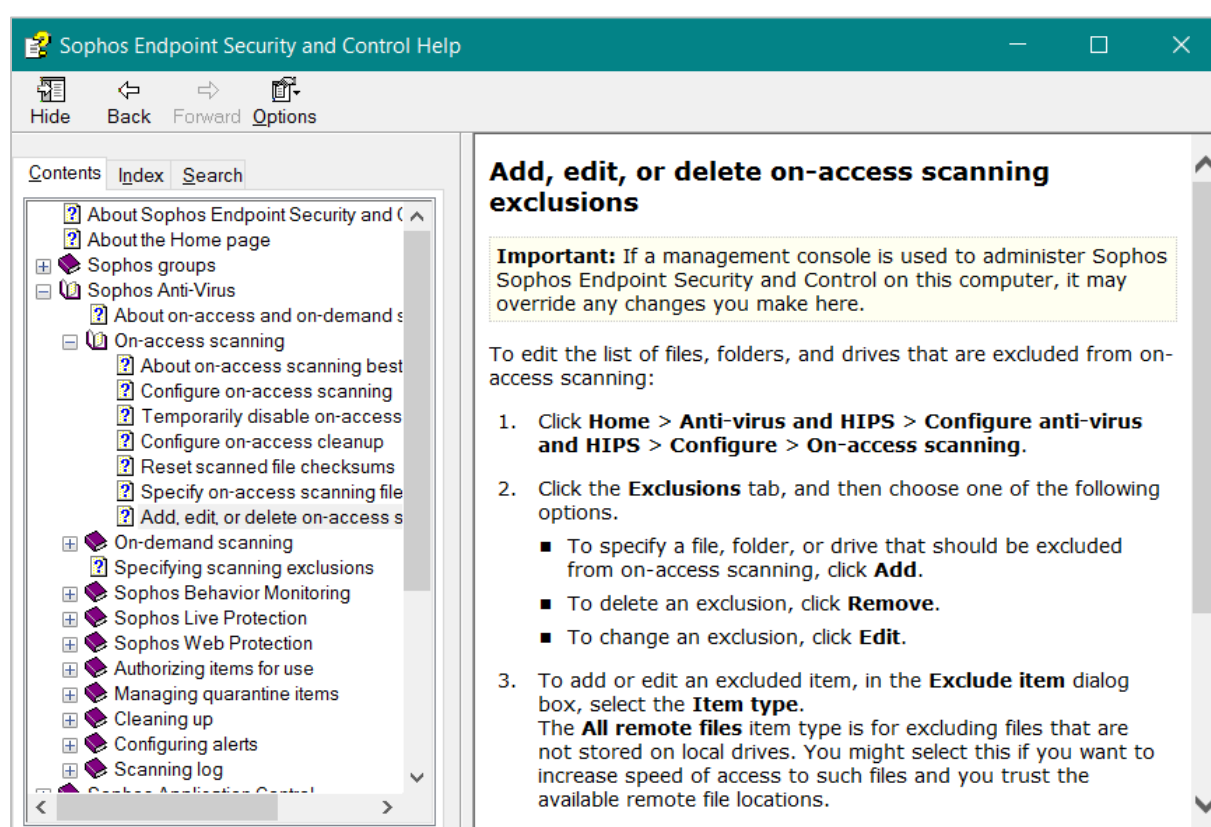 Sophos Endpoint Security and Control Help
Hide Back Forward Options
Contents Index Search
About Sophos Endpoint Security and C
About the Home page
Sophos groups
Sophos Anti-Virus
About on-access and on-demand s
On-access scanning
About on-access scanning best
Configure on-access scanning
Temporarily disable on-access
Configure on-access cleanup
Reset scanned file checksums
Specify on-access scanning file
Add, edit, or delete on-access s
On-demand scanning
Specifying scanning exclusions
Sophos Behavior Monitoring
Sophos Live Protection
Sophos Web Protection
Authorizing items for use
Managing quarantine items
Cleaning up
Configuring alerts
Scanning log
Sophos Application Control
Add, edit, or delete on-access scanning
exclusions
Important: If a management console is used to administer Sophos
Sophos Endpoint Security and Control on this computer, it may
override any changes you make here.
To edit the list of files, folders, and drives that are excluded from on-
access scanning:
1. Click Home > Anti-virus and HIPS > Configure anti-virus
and HIPS > Configure > On-access scanning.
2. Click the Exclusions tab, and then choose one of the following
options.
■ To specify a file, folder, or drive that should be excluded
from on-access scanning, click Add.
■ To delete an exclusion, click Remove.
■ To change an exclusion, click Edit.
3. To add or edit an excluded item, in the Exclude item dialog
box, select the Item type.
The All remote files item type is for excluding files that are
not stored on local drives. You might select this if you want to
increase speed of access to such files and you trust the
available remote file locations.